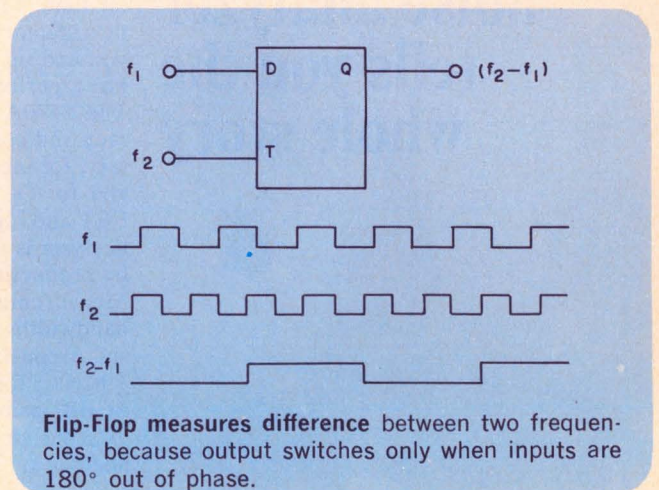 f₁ D Q (f₂−f₁)
f₂ T
f₁
f₂
f₂−f₁
Flip-Flop measures difference between two frequen-
cies, because output switches only when inputs are
180° out of phase.